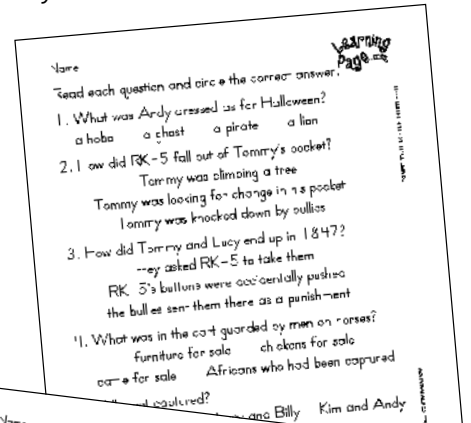 Learning Page
Name
Read each question and circle the correct answer.
1. What was Andy dressed as for Halloween?
a hobo a ghost a pirate a lion
2. How did RK-5 fall out of Tommy's pocket?
Tommy was climbing a tree
Tommy was looking for change in his pocket
Tommy was knocked down by bullies
3. How did Tommy and Lucy end up in 1847?
They asked RK-5 to take them
RK-5's buttons were accidentally pushed
the bullies sent them there as a punishment
4. What was in the cart guarded by men on horses?
furniture for sale chickens for sale
cattle for sale Africans who had been captured
captured?
and Billy Kim and Andy
Name